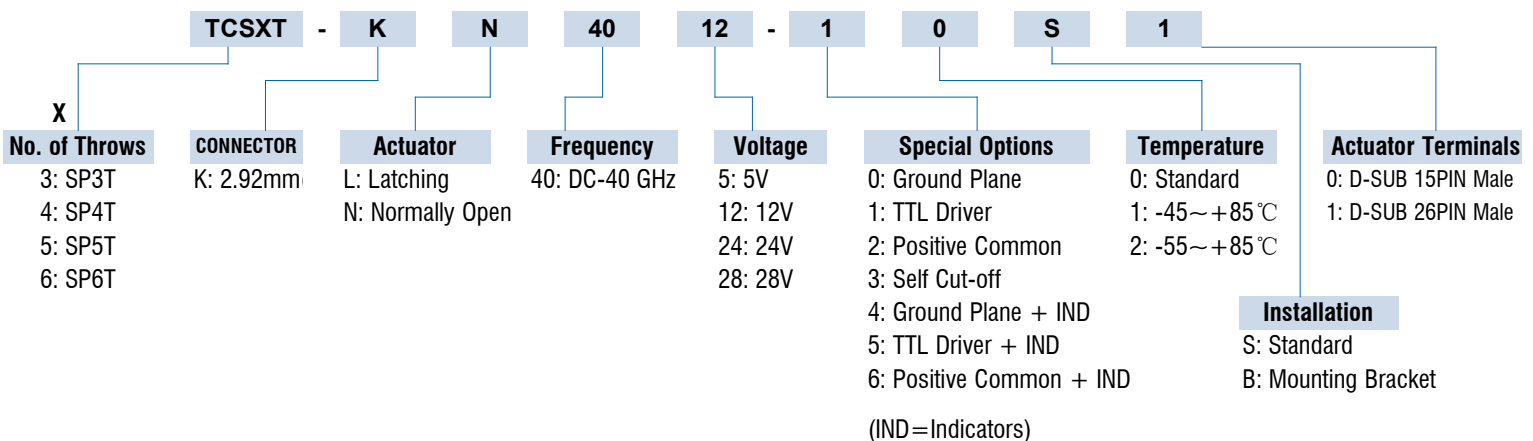 TCSXT - K N 40 12 - 1 0 S 1
X
No. of Throws CONNECTOR Actuator Frequency Voltage Special Options Temperature Actuator Terminals
3: SP3T K: 2.92mm L: Latching 40: DC-40 GHz 5: 5V 0: Ground Plane 0: Standard 0: D-SUB 15PIN Male
4: SP4T N: Normally Open 12: 12V 1: TTL Driver 1: -45~+85℃ 1: D-SUB 26PIN Male
5: SP5T 24: 24V 2: Positive Common 2: -55~+85℃
6: SP6T 28: 28V 3: Self Cut-off
4: Ground Plane + IND Installation
5: TTL Driver + IND S: Standard
6: Positive Common + IND B: Mounting Bracket
(IND=Indicators)